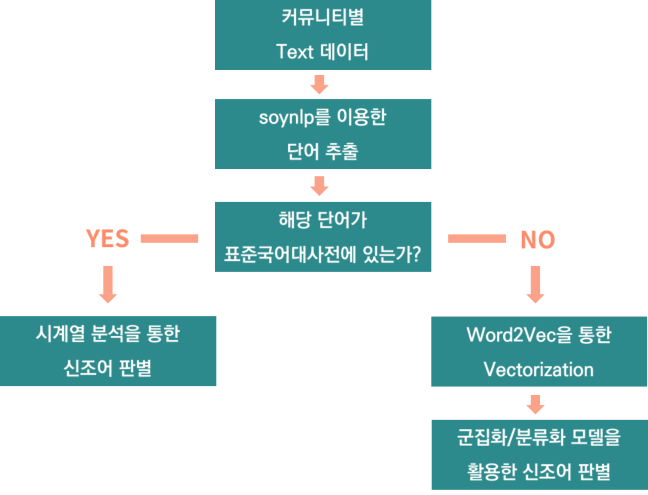 커뮤니티별
Text 데이터
soynlp를 이용한
단어 추출
해당 단어가
표준국어대사전에 있는가?
YES
NO
시계열 분석을 통한
신조어 판별
Word2Vec을 통한
Vectorization
군집화/분류화 모델을
활용한 신조어 판별